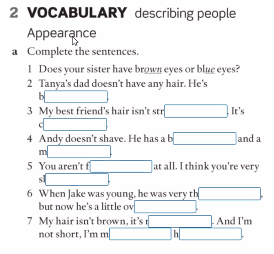 2 VOCABULARY describing people
Appearance
a Complete the sentences.
1 Does your sister have brown eyes or blue eyes?
2 Tanya's dad doesn't have any hair. He's
b .
3 My best friend's hair isn't str . It's
c .
4 Andy doesn't shave. He has a b and a
m .
5 You aren't f at all. I think you're very
sl .
6 When Jake was young, he was very th ,
but now he's a little ov .
7 My hair isn't brown, it's r . And I'm
not short, I'm m h .